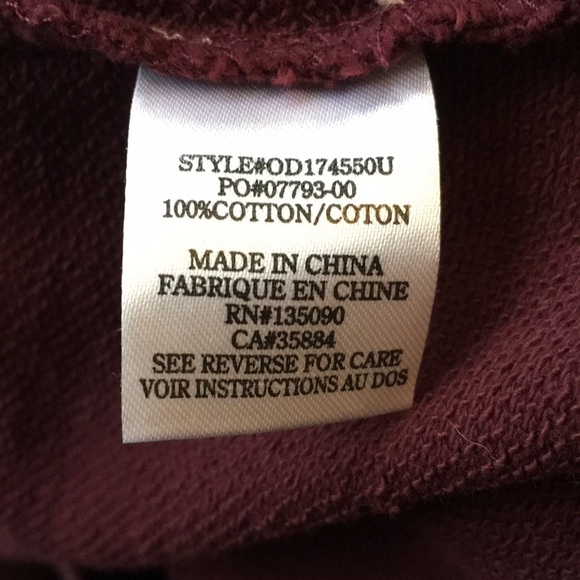 STYLE#OD174550U
PO#07793-00
100%COTTON/COTON
MADE IN CHINA
FABRIQUE EN CHINE
RN#135090
CA#35884
SEE REVERSE FOR CARE
VOIR INSTRUCTIONS AU DOS